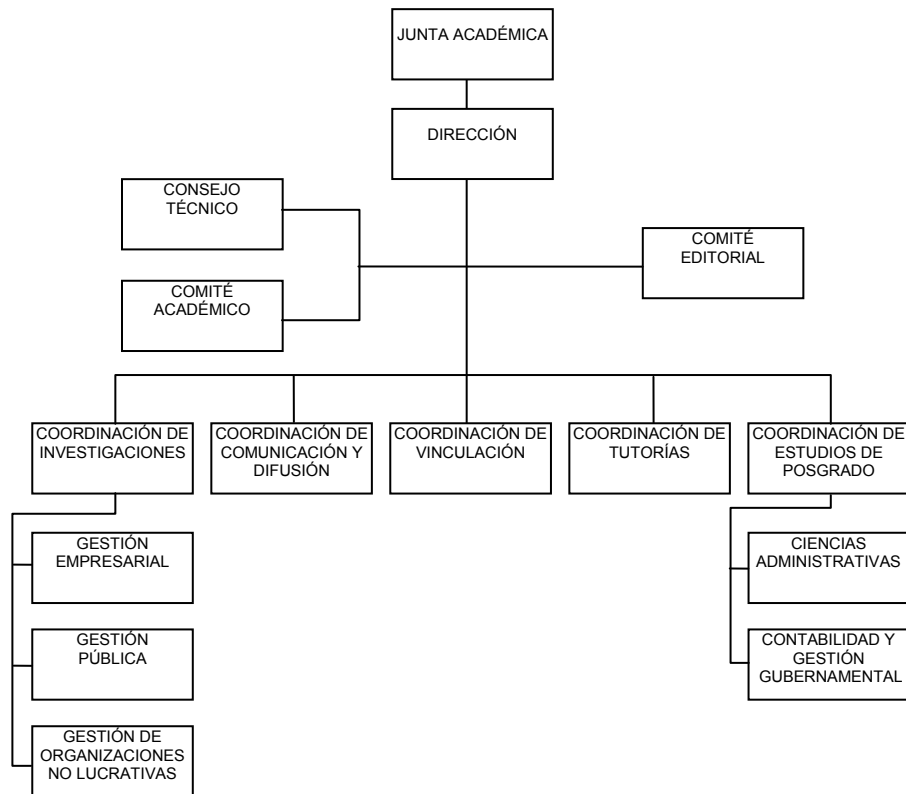 JUNTA ACADÉMICA
DIRECCIÓN
CONSEJO
TÉCNICO
COMITÉ
EDITORIAL
COMITÉ
ACADÉMICO
COORDINACIÓN DE
INVESTIGACIONES
COORDINACIÓN DE
COMUNICACIÓN Y
DIFUSIÓN
COORDINACIÓN DE
VINCULACIÓN
COORDINACIÓN DE
TUTORÍAS
COORDINACIÓN DE
ESTUDIOS DE
POSGRADO
GESTIÓN
EMPRESARIAL
GESTIÓN
PÚBLICA
GESTIÓN DE
ORGANIZACIONES
NO LUCRATIVAS
CIENCIAS
ADMINISTRATIVAS
CONTABILIDAD Y
GESTIÓN
GUBERNAMENTAL